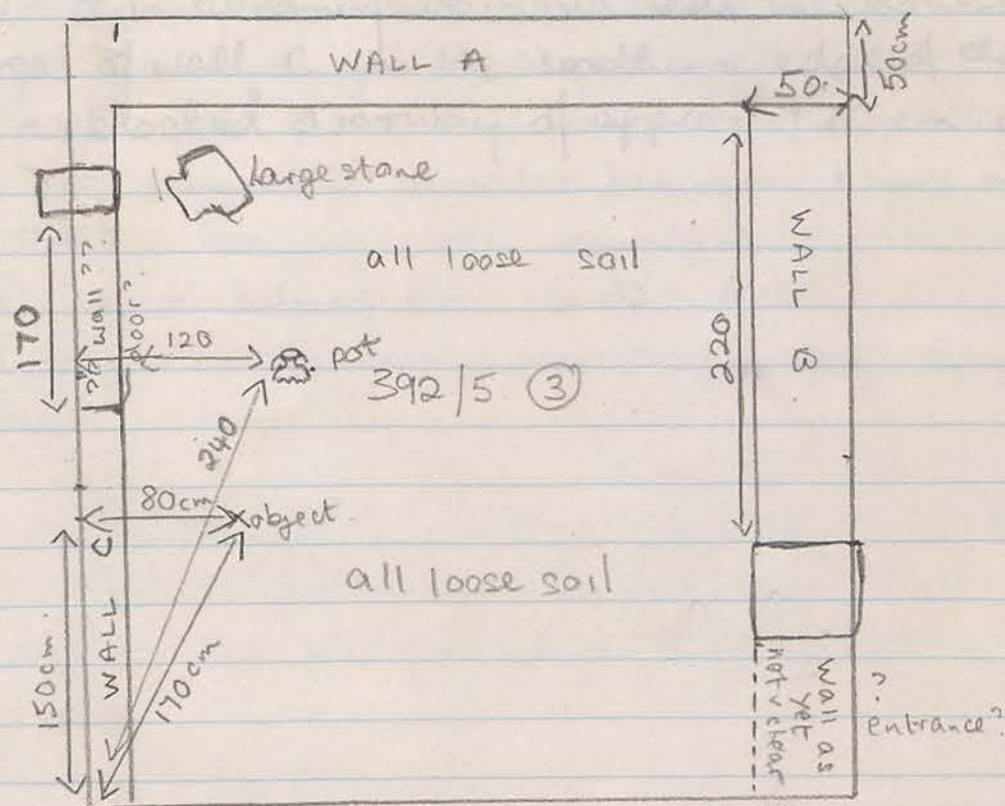 WALL A
50.
50cm
Large stone
all loose soil
WALL B
220
170
wall??
door?
120
pot
392/5 ③
240
80cm
object.
all loose soil
WALL C
150cm.
170cm
Wall as
yet
not v clear
?
entrance?